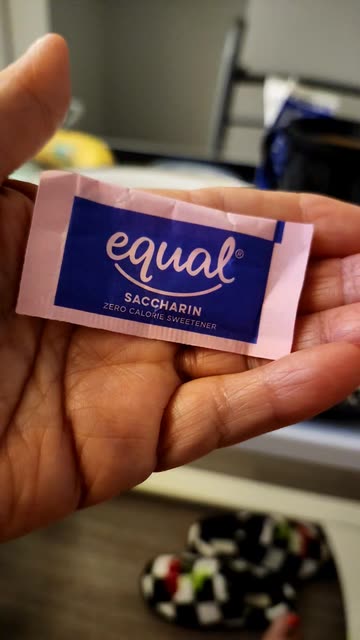 equal®
SACCHARIN
ZERO CALORIE SWEETENER